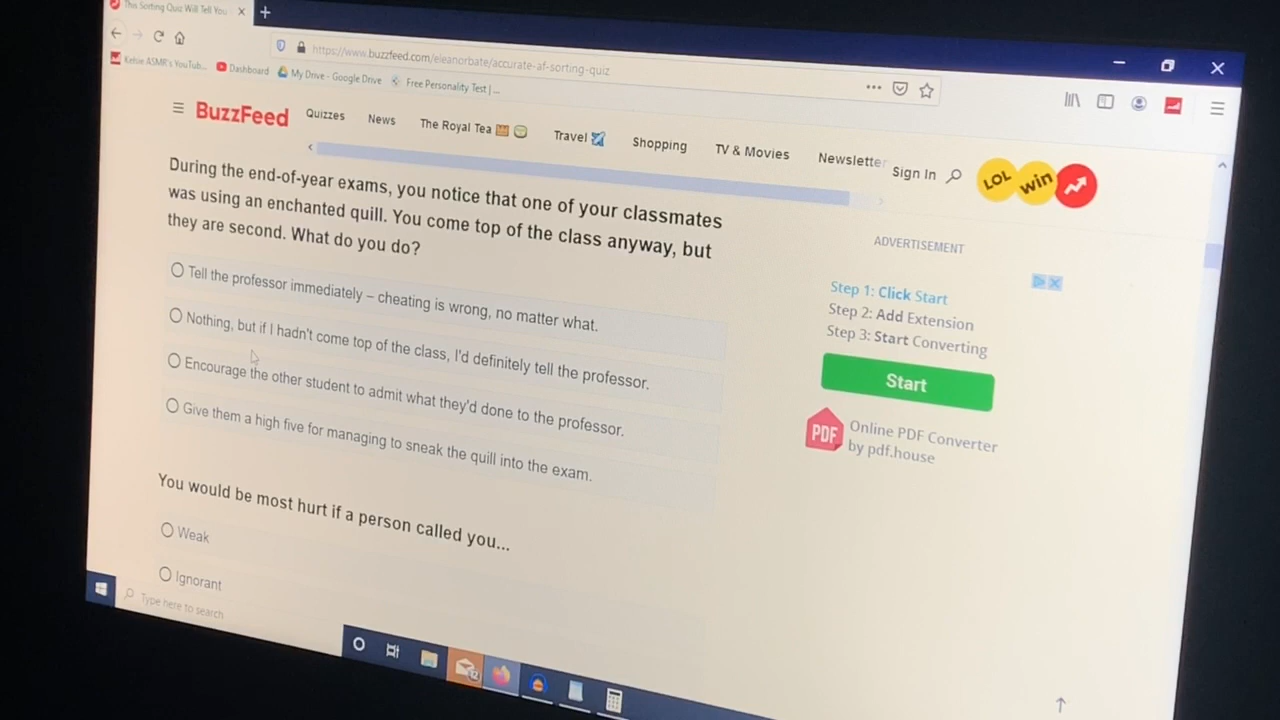 This Sorting Quiz Will Tell You
https://www.buzzfeed.com/eleanorbate/accurate-af-sorting-quiz
Kelsie ASMR's YouTub... Dashboard My Drive - Google Drive Free Personality Test | ...
BuzzFeed Quizzes News The Royal Tea Travel Shopping TV & Movies Newsletter Sign In LOL win
During the end-of-year exams, you notice that one of your classmates
was using an enchanted quill. You come top of the class anyway, but
they are second. What do you do?
Tell the professor immediately – cheating is wrong, no matter what.
Nothing, but if I hadn't come top of the class, I'd definitely tell the professor.
Encourage the other student to admit what they'd done to the professor.
Give them a high five for managing to sneak the quill into the exam.
You would be most hurt if a person called you...
Weak
Ignorant
ADVERTISEMENT
Step 1: Click Start
Step 2: Add Extension
Step 3: Start Converting
Start
PDF
Online PDF Converter
by pdf.house
Type here to search